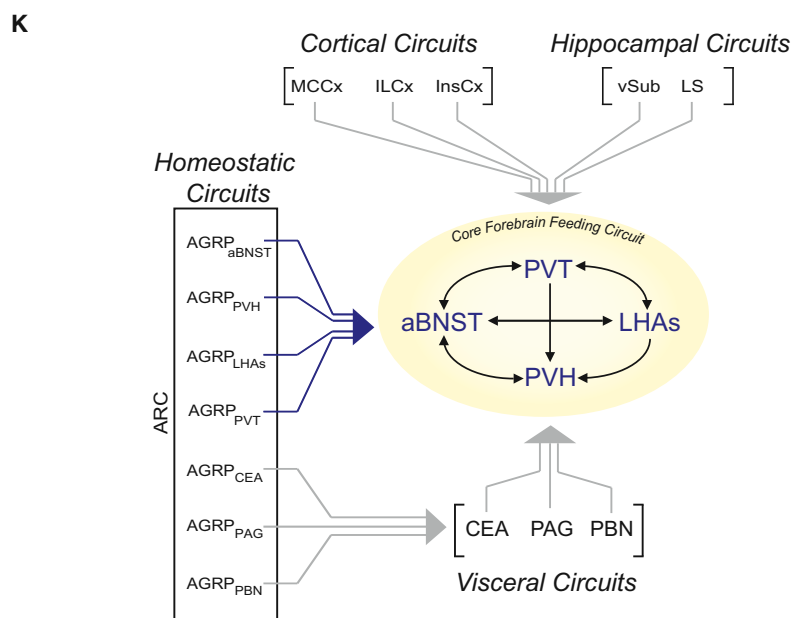 K
Cortical Circuits
Hippocampal Circuits
MCCx ILCx InsCx
vSub LS
Homeostatic
Circuits
AGRPaBNST
AGRPPVH
AGRPLHAs
AGRPPVT
AGRPCEA
AGRPPAG
AGRPPBN
ARC
Core Forebrain Feeding Circuit
PVT
aBNST
LHAs
PVH
CEA PAG PBN
Visceral Circuits